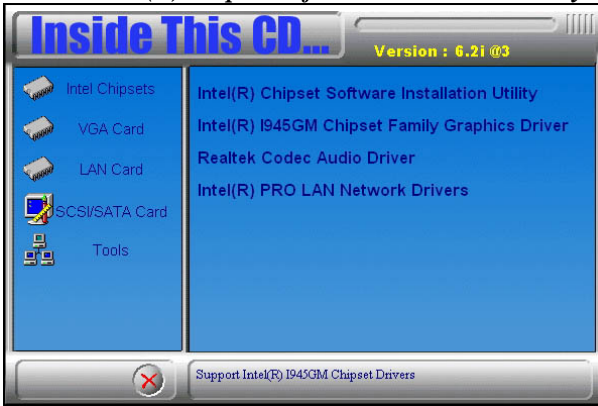 Inside This CD...
Version : 6.2i @3
Intel Chipsets
VGA Card
LAN Card
SCSI/SATA Card
Tools
Intel(R) Chipset Software Installation Utility
Intel(R) I945GM Chipset Family Graphics Driver
Realtek Codec Audio Driver
Intel(R) PRO LAN Network Drivers
Support Intel(R) I945GM Chipset Drivers